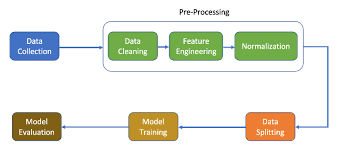 Pre-Processing
Data
Collection
Data
Cleaning
Feature
Engineering
Normalization
Data
Splitting
Model
Training
Model
Evaluation